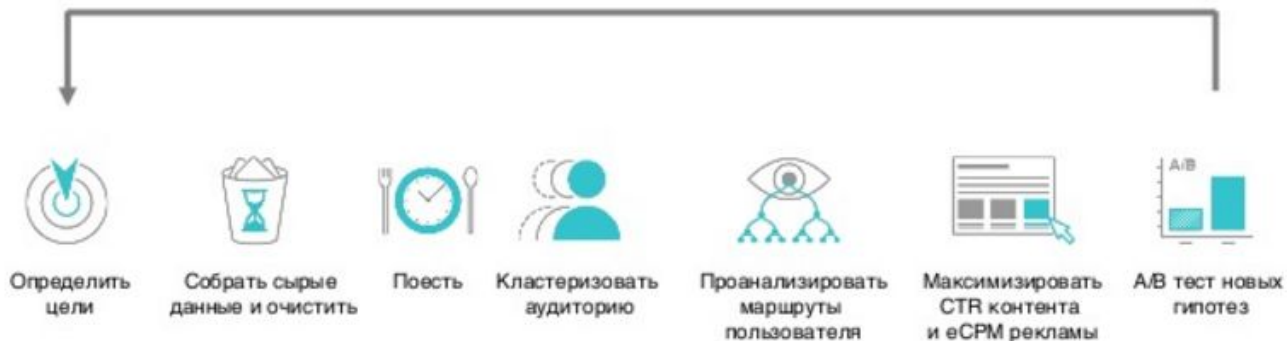 A/B
Определить
цели
Собрать сырые
данные и очистить
Поесть
Кластеризовать
аудиторию
Проанализировать
маршруты
пользователя
Максимизировать
CTR контента
и eCPM рекламы
A/B тест новых
гипотез